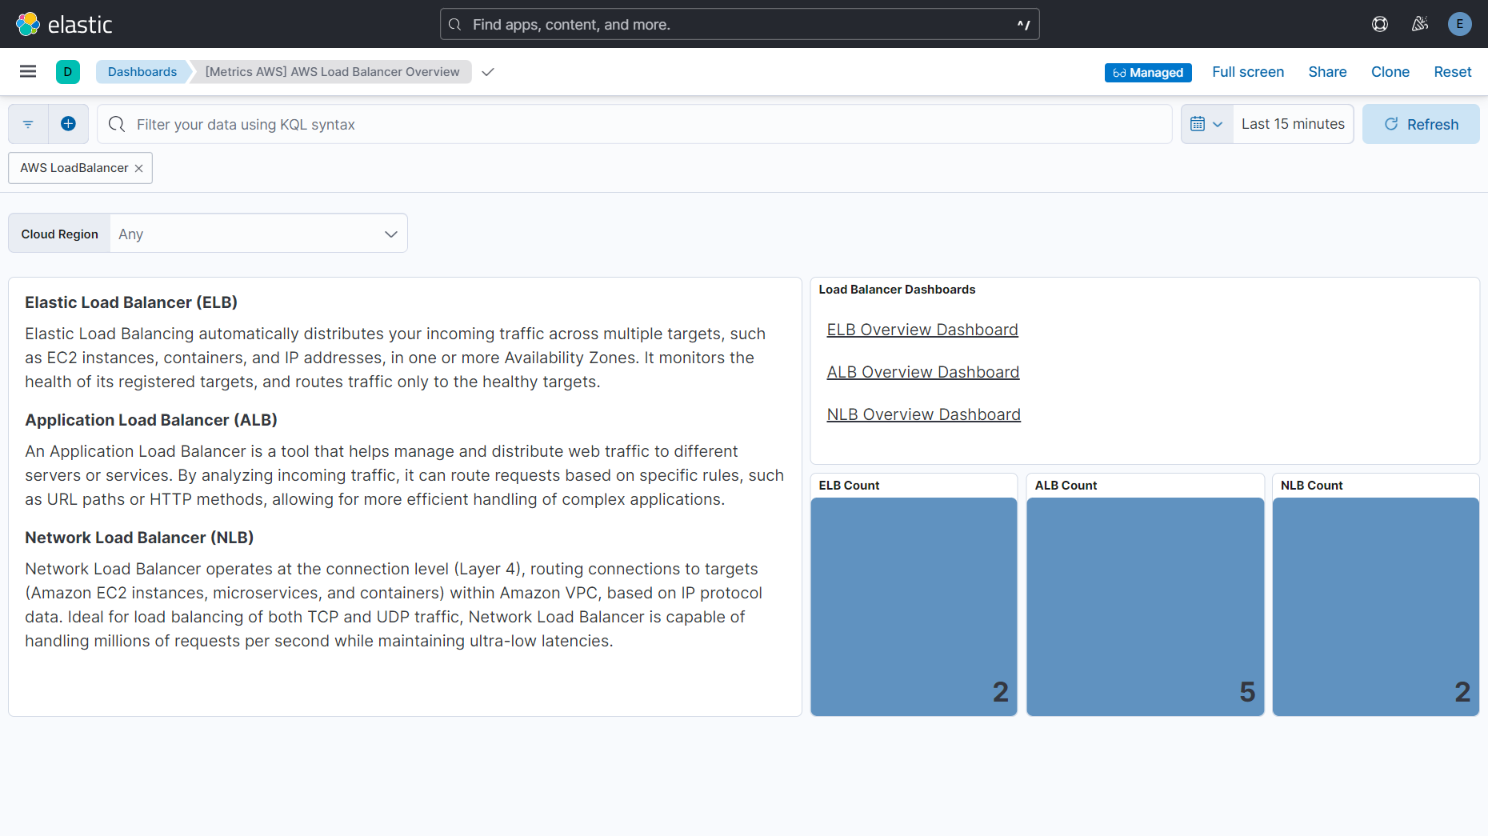 elastic
Find apps, content, and more.
^/
E
D
Dashboards
[Metrics AWS] AWS Load Balancer Overview
Managed
Full screen
Share
Clone
Reset
Filter your data using KQL syntax
Last 15 minutes
Refresh
AWS LoadBalancer
Cloud Region
Any
Elastic Load Balancer (ELB)
Elastic Load Balancing automatically distributes your incoming traffic across multiple targets, such
as EC2 instances, containers, and IP addresses, in one or more Availability Zones. It monitors the
health of its registered targets, and routes traffic only to the healthy targets.
Application Load Balancer (ALB)
An Application Load Balancer is a tool that helps manage and distribute web traffic to different
servers or services. By analyzing incoming traffic, it can route requests based on specific rules, such
as URL paths or HTTP methods, allowing for more efficient handling of complex applications.
Network Load Balancer (NLB)
Network Load Balancer operates at the connection level (Layer 4), routing connections to targets
(Amazon EC2 instances, microservices, and containers) within Amazon VPC, based on IP protocol
data. Ideal for load balancing of both TCP and UDP traffic, Network Load Balancer is capable of
handling millions of requests per second while maintaining ultra-low latencies.
Load Balancer Dashboards
ELB Overview Dashboard
ALB Overview Dashboard
NLB Overview Dashboard
ELB Count
2
ALB Count
5
NLB Count
2